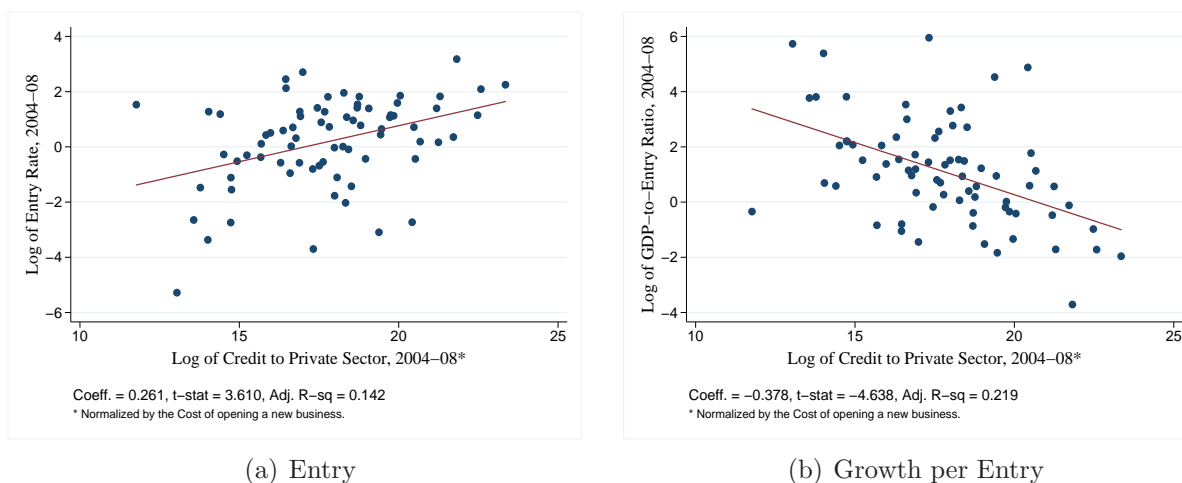 Log of Entry Rate, 2004−08
4
2
0
−2
−4
−6
10
15
20
25
Log of Credit to Private Sector, 2004−08*
Coeff. = 0.261, t−stat = 3.610, Adj. R−sq = 0.142
* Normalized by the Cost of opening a new business.
(a) Entry
Log of GDP−to−Entry Ratio, 2004−08
6
4
2
0
−2
−4
10
15
20
25
Log of Credit to Private Sector, 2004−08*
Coeff. = −0.378, t−stat = −4.638, Adj. R−sq = 0.219
* Normalized by the Cost of opening a new business.
(b) Growth per Entry